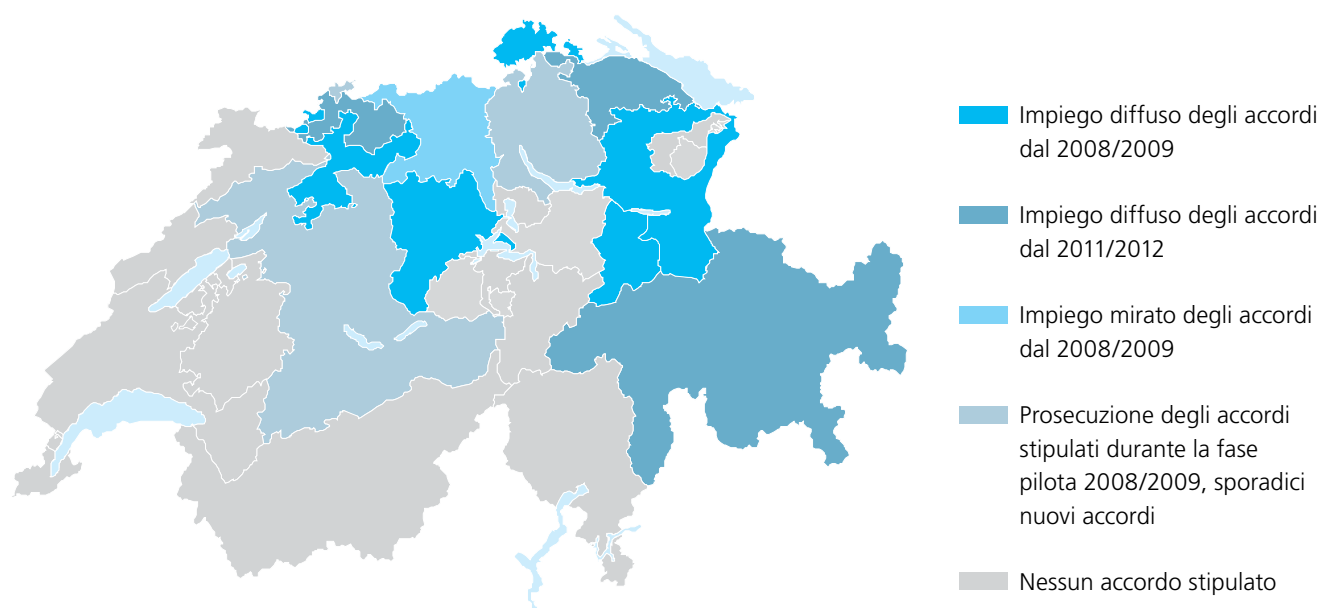 Impiego diffuso degli accordi
dal 2008/2009
Impiego diffuso degli accordi
dal 2011/2012
Impiego mirato degli accordi
dal 2008/2009
Prosecuzione degli accordi
stipulati durante la fase
pilota 2008/2009, sporadici
nuovi accordi
Nessun accordo stipulato